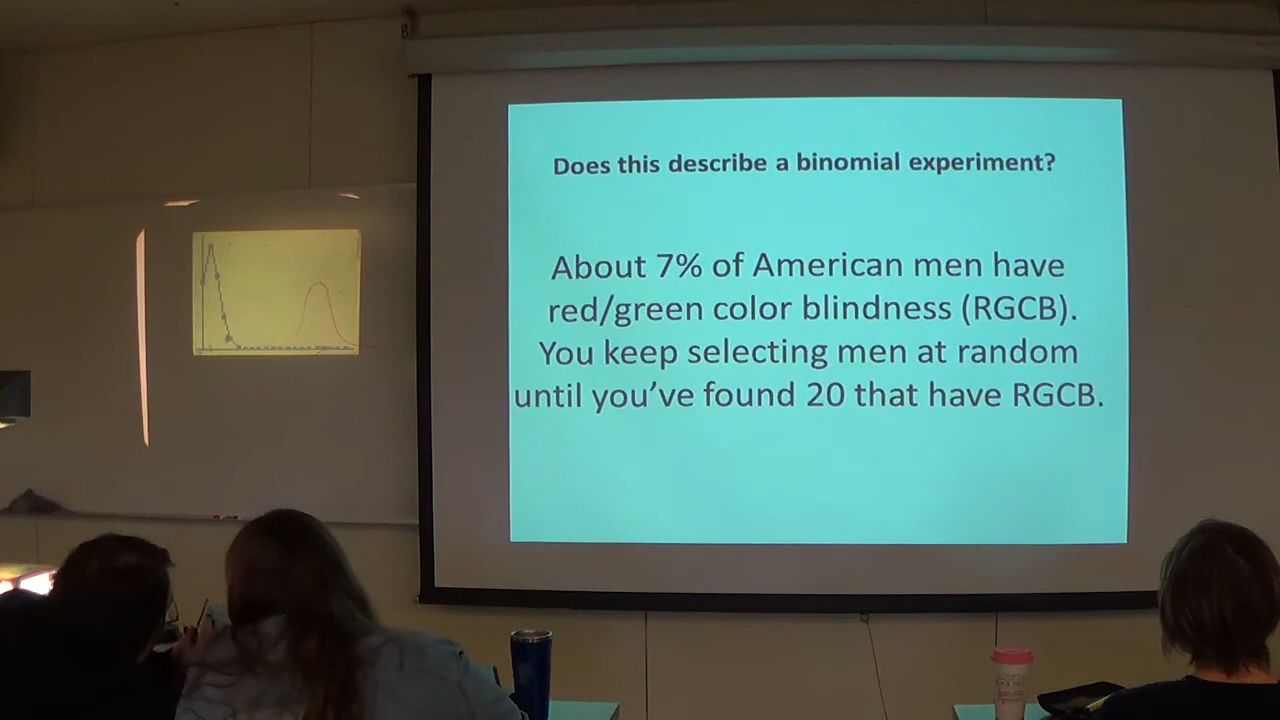 Does this describe a binomial experiment?
About 7% of American men have
red/green color blindness (RGCB).
You keep selecting men at random
until you've found 20 that have RGCB.